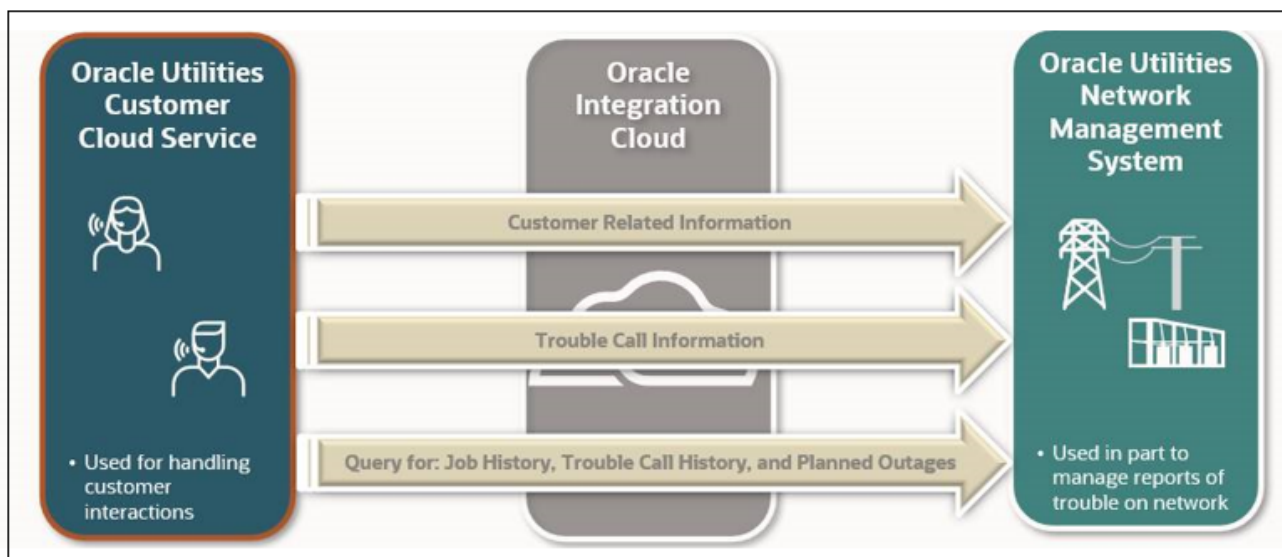 Oracle Utilities
Customer
Cloud Service
• Used for handling
customer
interactions
Oracle
Integration
Cloud
Customer Related Information
Trouble Call Information
Query for: Job History, Trouble Call History, and Planned Outages
Oracle Utilities
Network
Management
System
• Used in part to
manage reports of
trouble on network